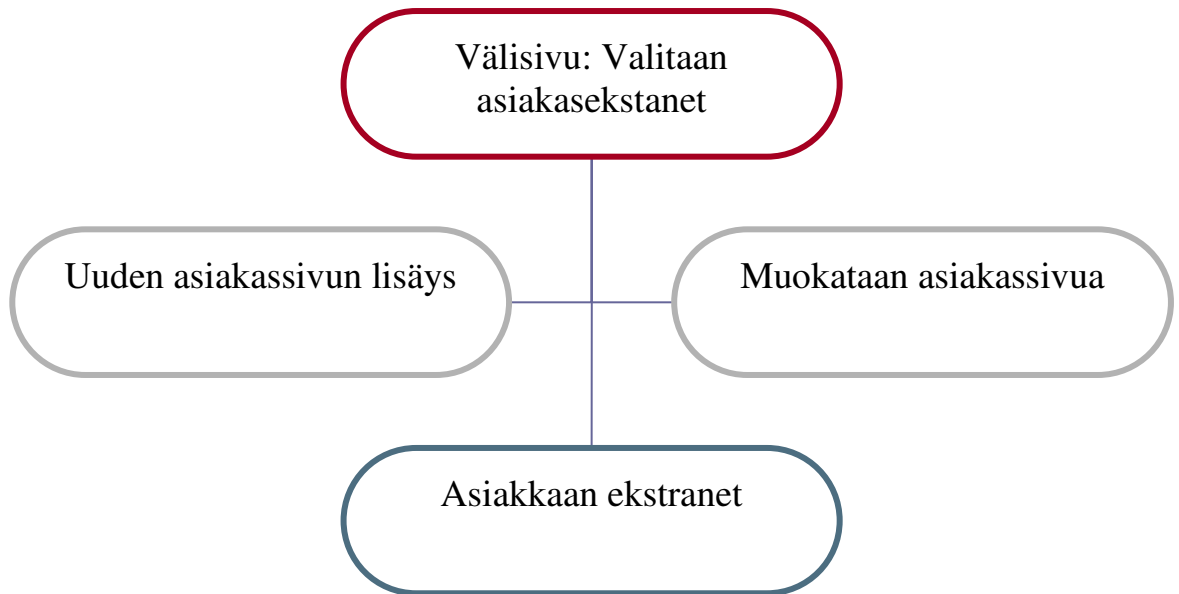 Välisivu: Valitaan
asiakasekstanet
Uuden asiakassivun lisäys
Muokataan asiakassivua
Asiakkaan ekstranet